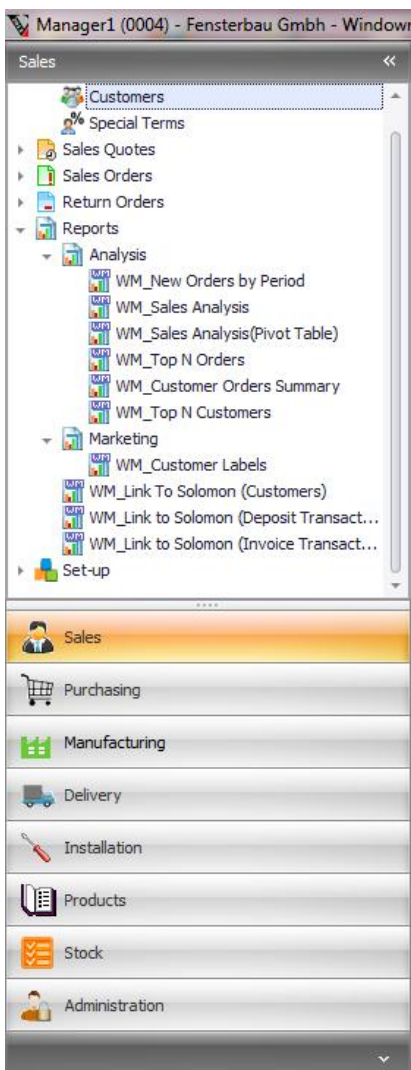 Manager1 (0004) - Fensterbau Gmbh - Window
Sales
Customers
Special Terms
Sales Quotes
Sales Orders
Return Orders
Reports
Analysis
WM_New Orders by Period
WM_Sales Analysis
WM_Sales Analysis(Pivot Table)
WM_Top N Orders
WM_Customer Orders Summary
WM_Top N Customers
Marketing
WM_Customer Labels
WM_Link To Solomon (Customers)
WM_Link to Solomon (Deposit Transact...
WM_Link to Solomon (Invoice Transact...
Set-up
Sales
Purchasing
Manufacturing
Delivery
Installation
Products
Stock
Administration